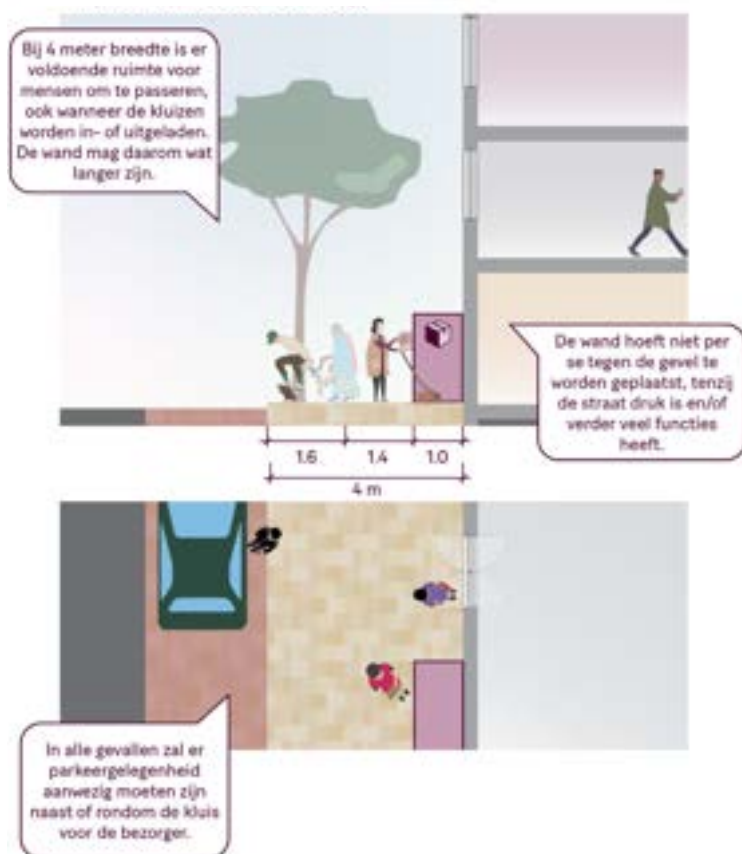 Bij 4 meter breedte is er
voldoende ruimte voor
mensen om te passeren,
ook wanneer de kluizen
worden in- of uitgeladen.
De wand mag daarom wat
langer zijn.
De wand hoeft niet per
se tegen de gevel te
worden geplaatst, tenzij
de straat druk is en/of
verder veel functies
heeft.
1.6 1.4 1.0
4 m
In alle gevallen zal er
parkeergelegenheid
aanwezig moeten zijn
naast of rondom de kluis
voor de bezorger.